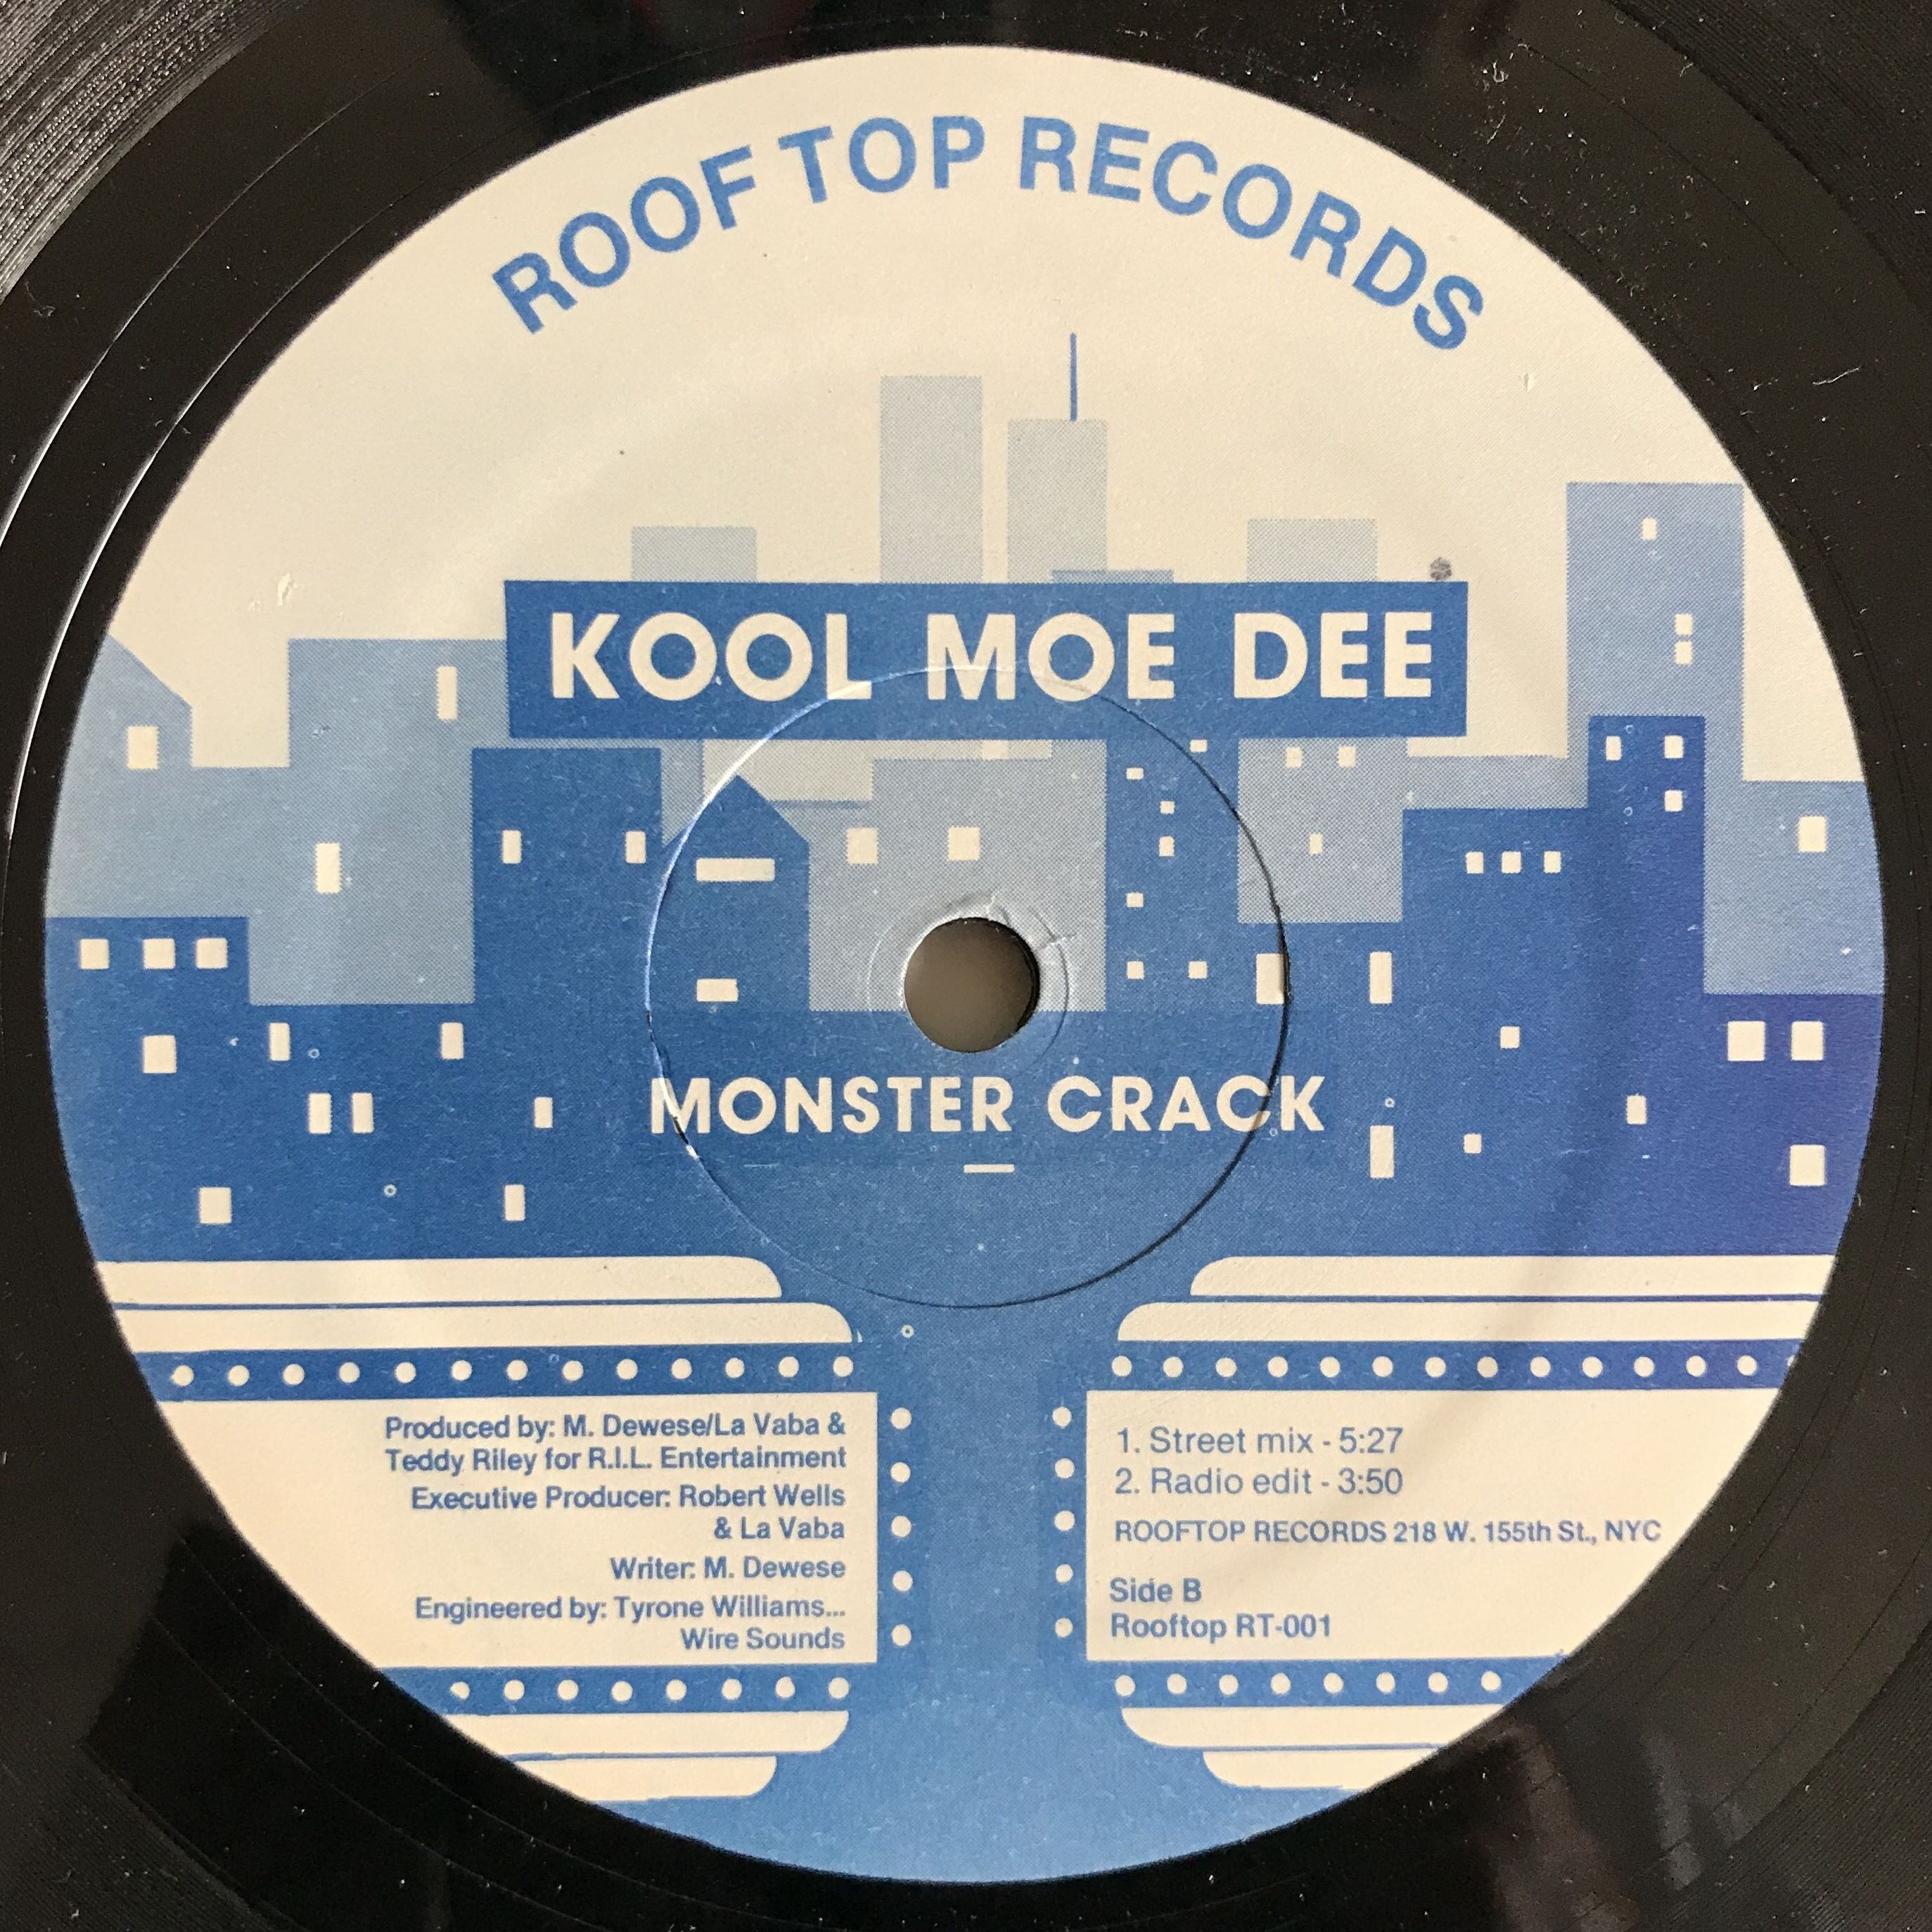 ROOF TOP RECORDS
KOOL MOE DEE
MONSTER CRACK
Produced by: M. Dewese/La Vaba &
Teddy Riley for R.I.L. Entertainment
Executive Producer: Robert Wells
& La Vaba
Writer: M. Dewese
Engineered by: Tyrone Williams...
Wire Sounds
1. Street mix - 5:27
2. Radio edit - 3:50
ROOFTOP RECORDS 218 W. 155th St., NYC
Side B
Rooftop RT-001